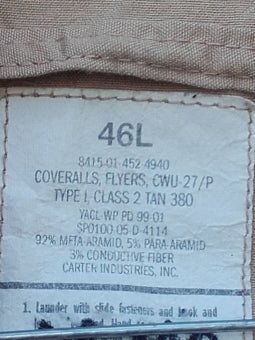 46L
8415-01-452-4940
COVERALLS, FLYERS, CWU-27/P
TYPE I, CLASS 2 TAN 380
YACL-WP PD 99-01
SP0100-05-D-4114
92% META-ARAMID, 5% PARA-ARAMID
3% CONDUCTIVE FIBER
CARTER INDUSTRIES, INC.
1. Launder with slide fasteners and hook and